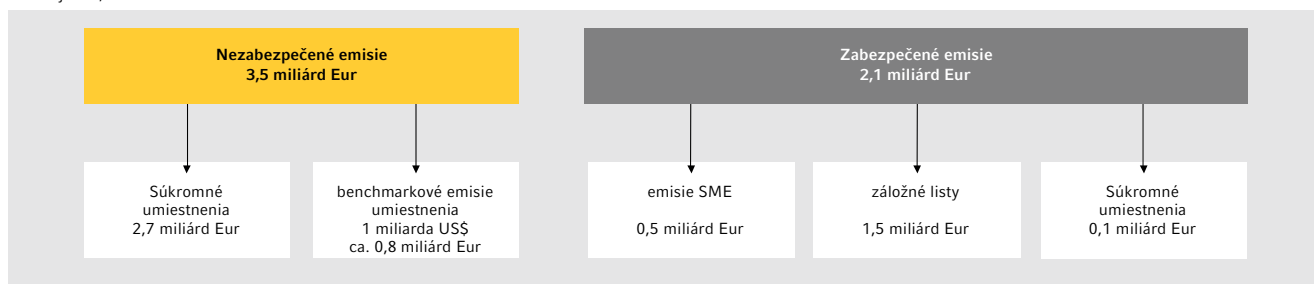 Nezabezpečené emisie
3,5 miliárd Eur
Zabezpečené emisie
2,1 miliárd Eur
Súkromné
umiestnenia
2,7 miliárd Eur
benchmarkové emisie
umiestnenia
1 miliarda US$
ca. 0,8 miliárd Eur
emisie SME
0,5 miliárd Eur
záložné listy
1,5 miliárd Eur
Súkromné
umiestnenia
0,1 miliárd Eur